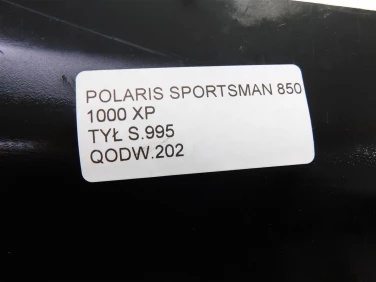 POLARIS SPORTSMAN 850
1000 XP
TYŁ S.995
QODW.202